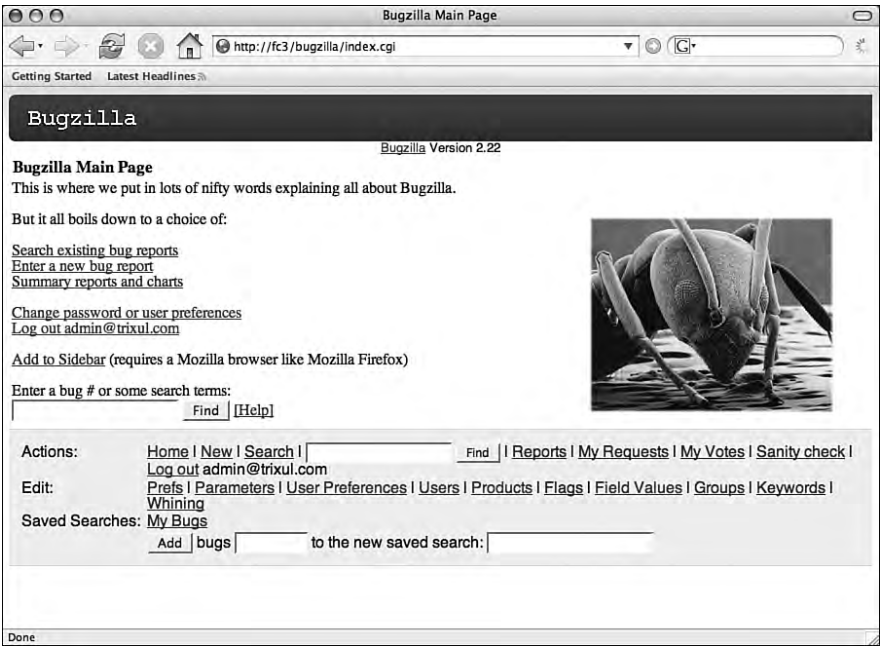 Bugzilla Main Page
http://fc3/bugzilla/index.cgi
G
Getting Started Latest Headlines
Bugzilla
Bugzilla Version 2.22
Bugzilla Main Page
This is where we put in lots of nifty words explaining all about Bugzilla.
But it all boils down to a choice of:
Search existing bug reports
Enter a new bug report
Summary reports and charts
Change password or user preferences
Log out admin@trixul.com
Add to Sidebar (requires a Mozilla browser like Mozilla Firefox)
Enter a bug # or some search terms:
Find [Help]
Actions: Home | New | Search | Find | Reports | My Requests | My Votes | Sanity check |
Log out admin@trixul.com
Edit: Prefs | Parameters | User Preferences | Users | Products | Flags | Field Values | Groups | Keywords |
Whining
Saved Searches: My Bugs
Add bugs to the new saved search:
Done